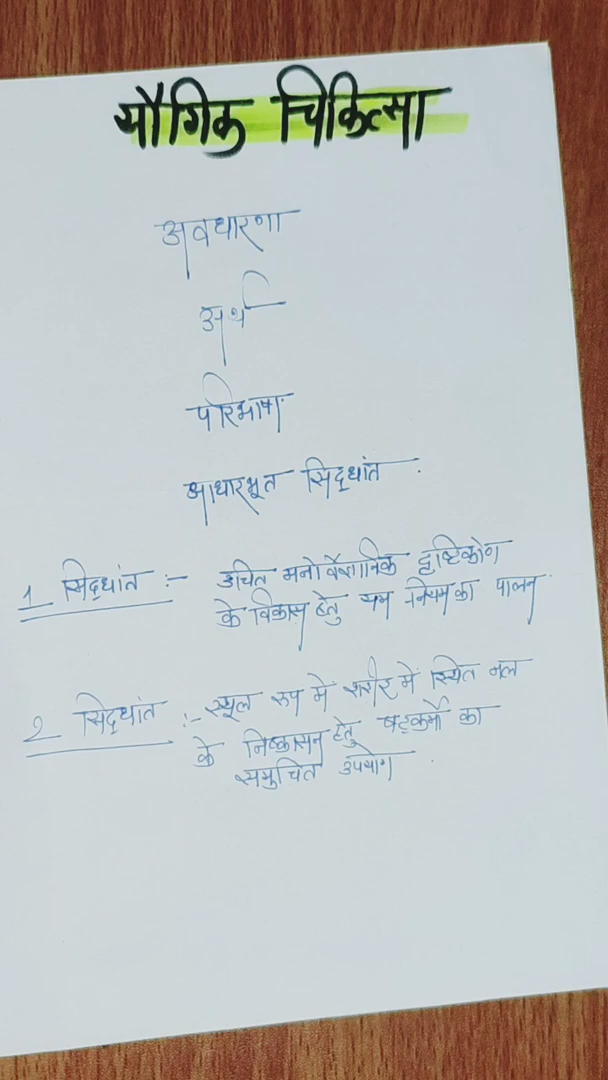 यौगिक चिकित्सा
अवधारणा
अर्थ
परिभाषा
आधारभूत सिद्धांत .
1 सिद्धांत :- उचित मनोवैज्ञानिक दृष्टिकोण
के विकास हेतु यम नियम का पालन
2 सिद्धांत :- स्थूल रूप में शरीर में स्थित मल
के निष्कासन हेतु षट्कर्मो का
समुचित उपयोग .